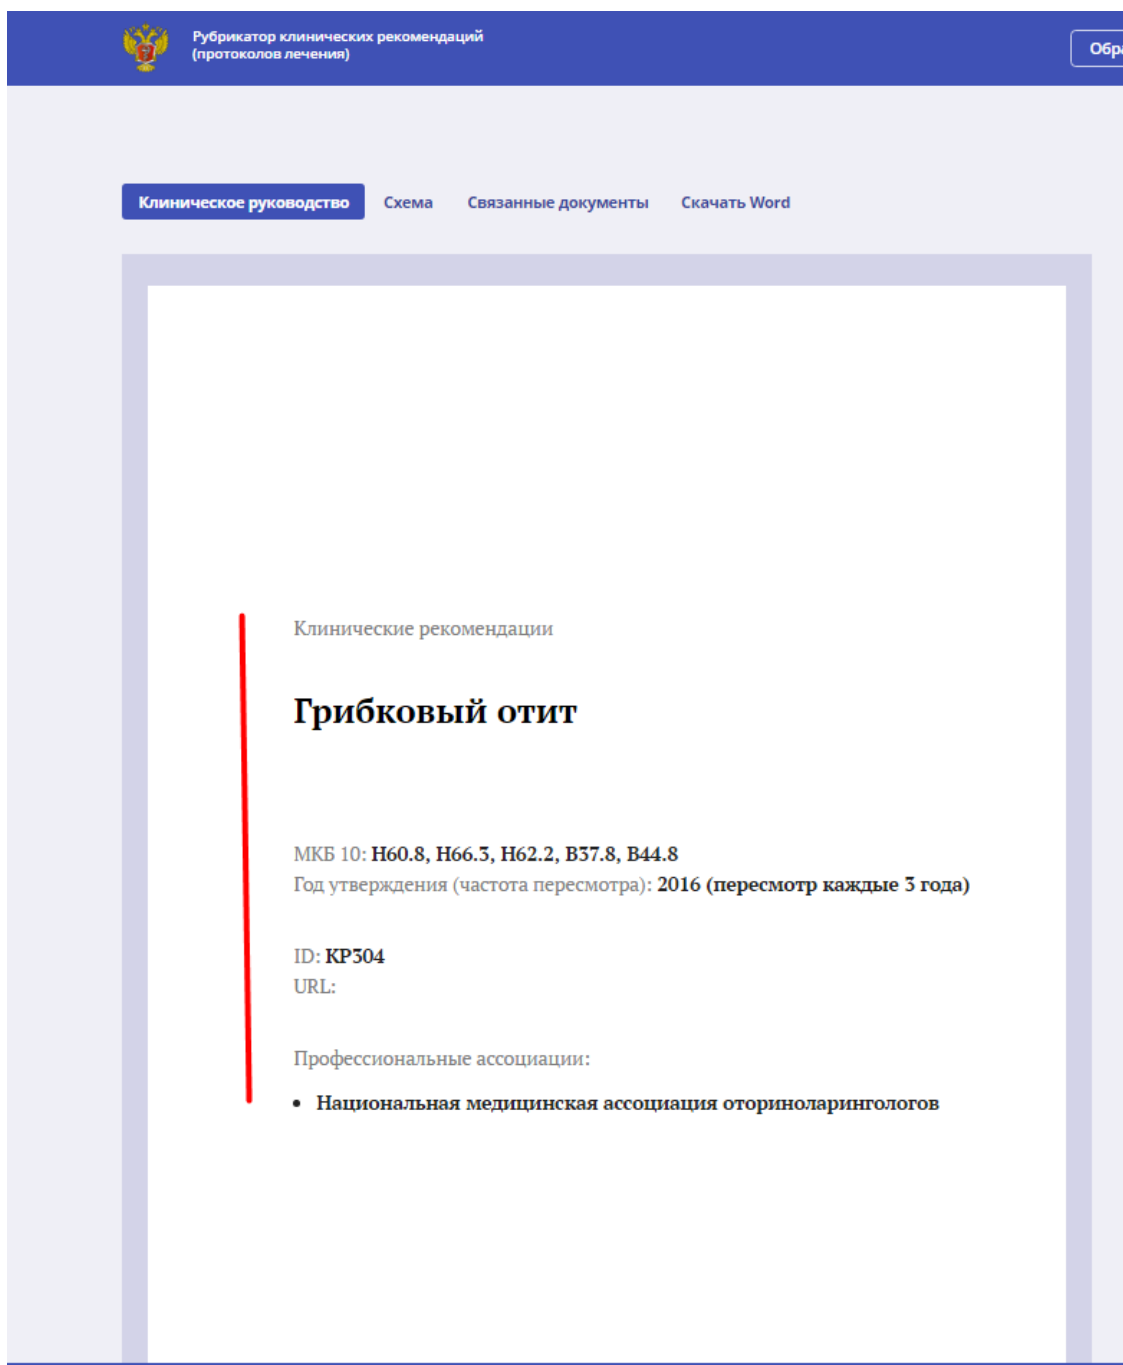 Рубрикатор клинических рекомендаций
(протоколов лечения)
Клиническое руководство Схема Связанные документы Скачать Word
Клинические рекомендации
Грибковый отит
МКБ 10: H60.8, H66.3, H62.2, B37.8, B44.8
Год утверждения (частота пересмотра): 2016 (пересмотр каждые 3 года)
ID: КР304
URL:
Профессиональные ассоциации:
• Национальная медицинская ассоциация оториноларингологов